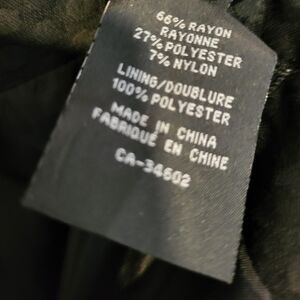 66% RAYON
RAYONNE
27% POLYESTER
7% NYLON
LINING/DOUBLURE
100% POLYESTER
MADE IN CHINA
FABRIQUÉ EN CHINE
CA-34602